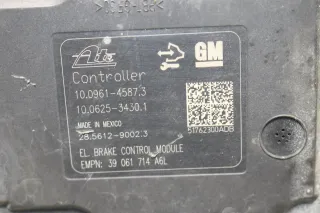 Ate
GM
Controller
10.0961-4587.3
10.0625-3430.1
MADE IN MEXICO
28.5612-9002.3
51762300ADB
EL. BRAKE CONTROL MODULE
EMPN: 39 061 714 A6L